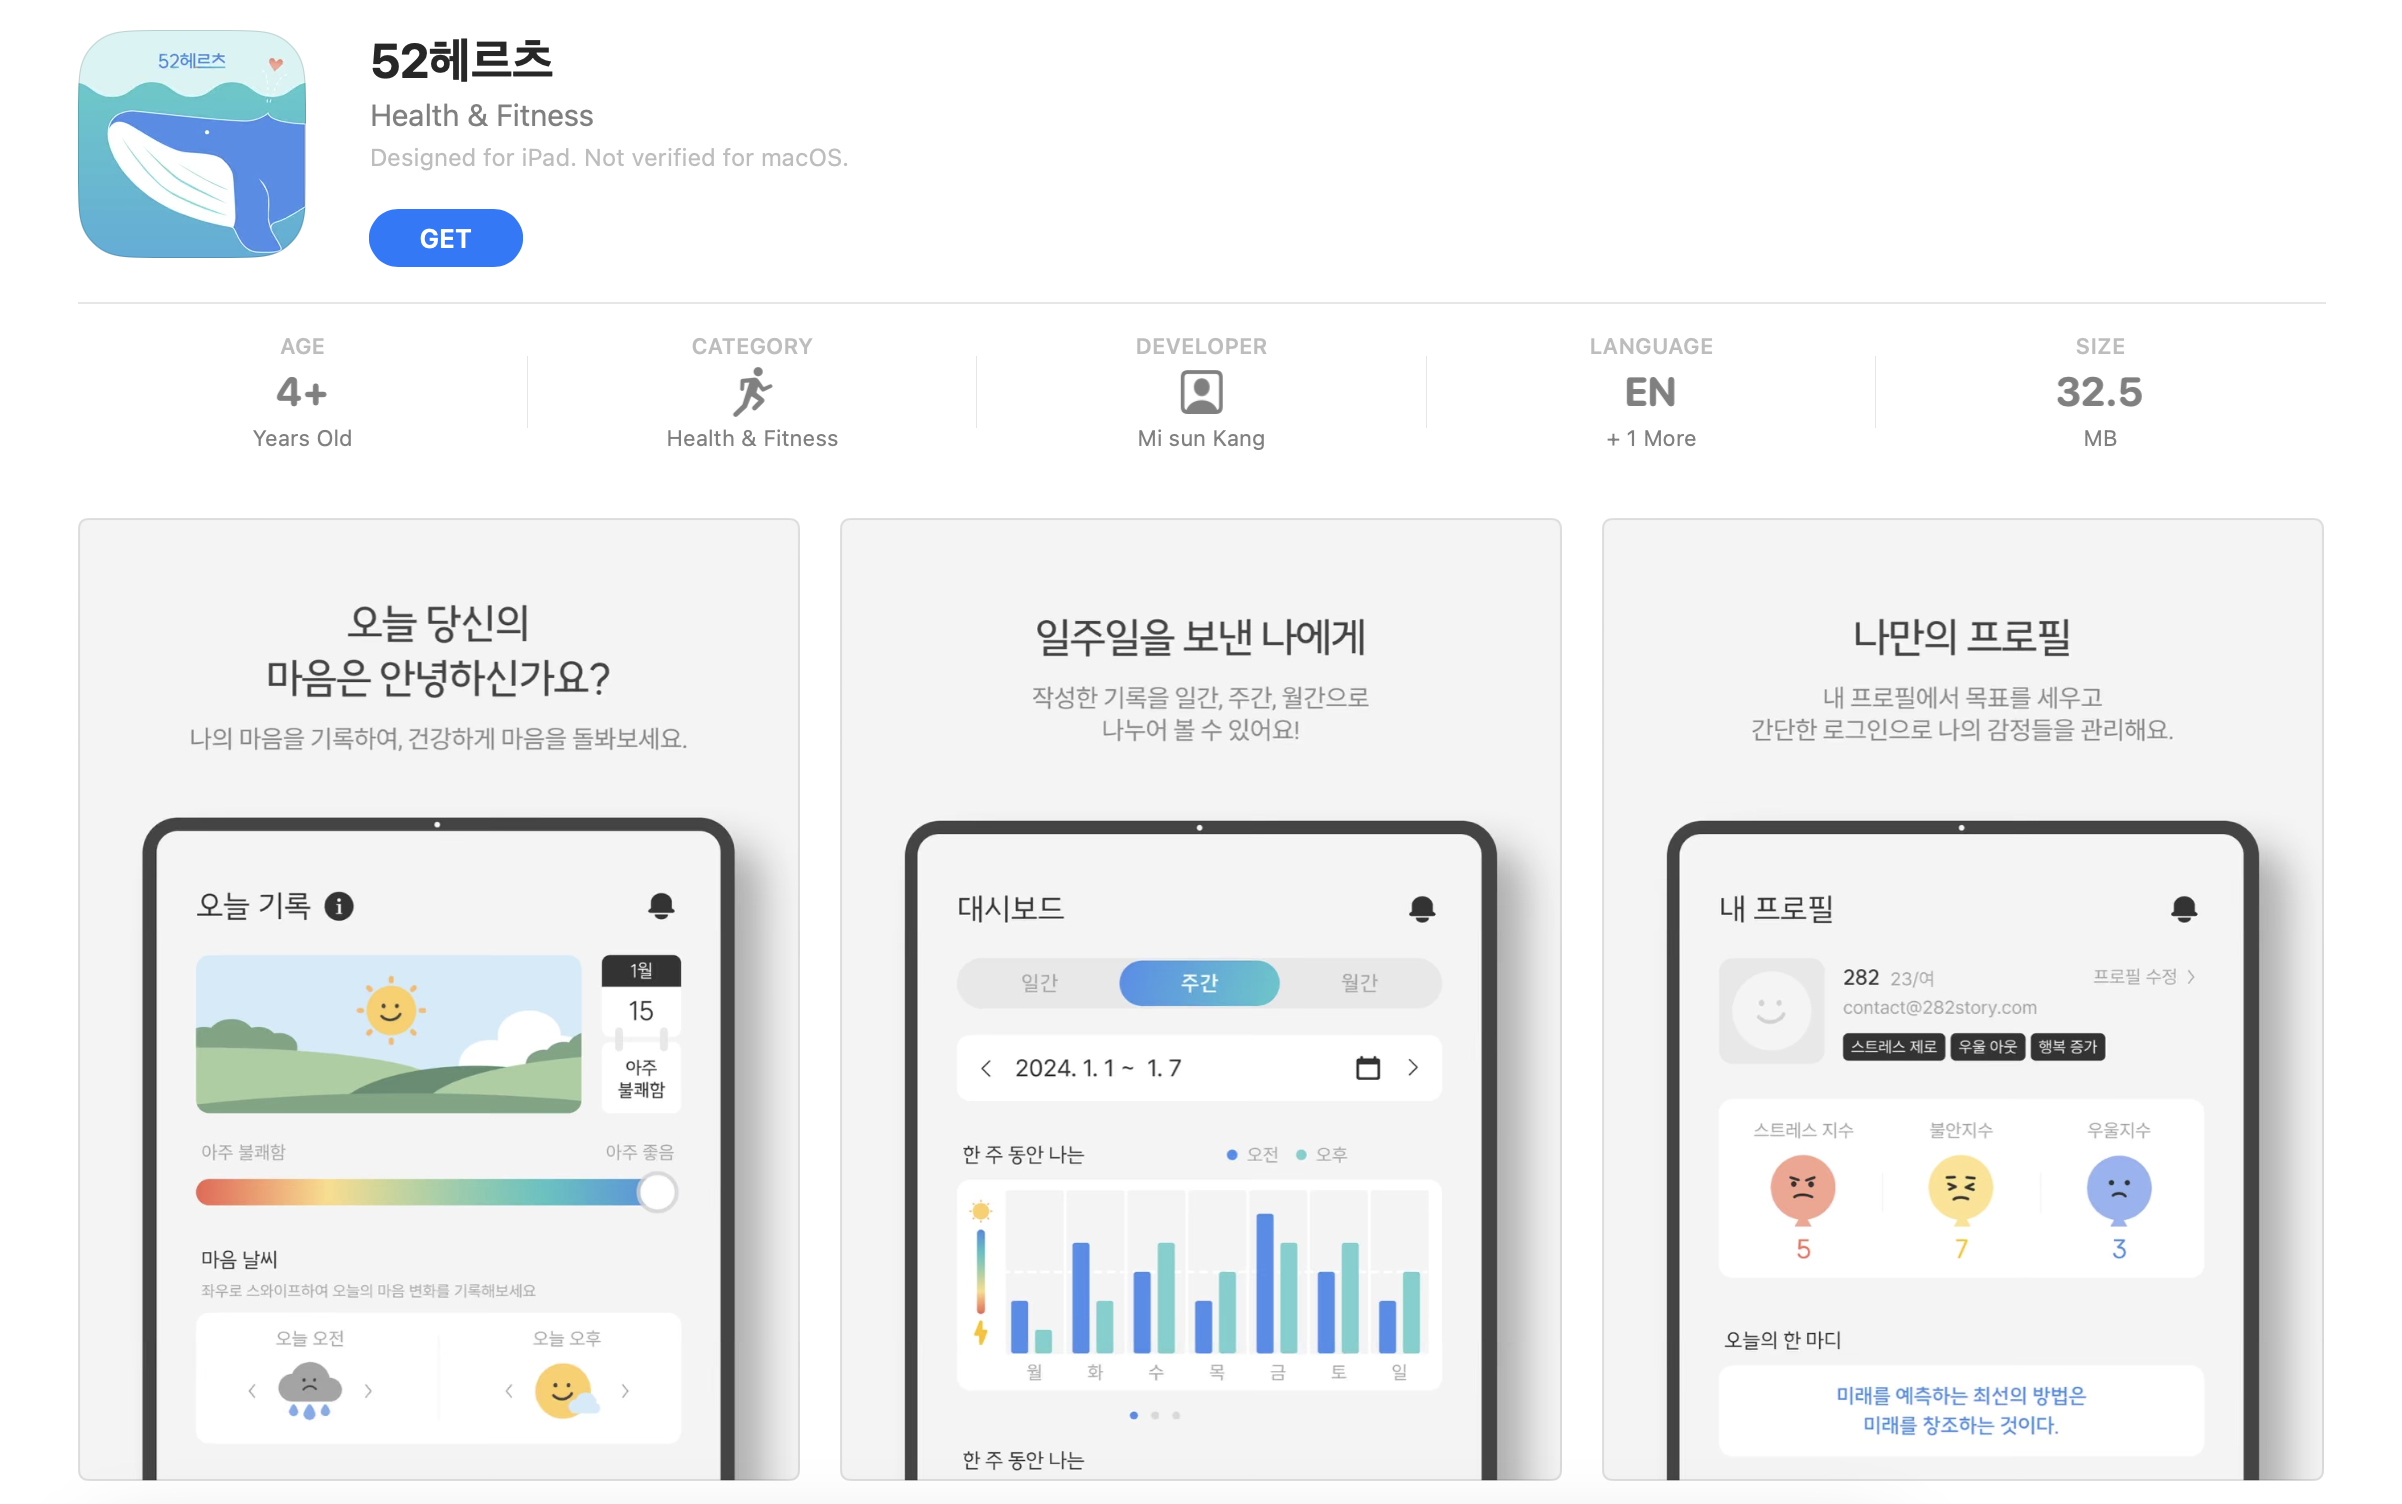 52헤르츠
52헤르츠
Health & Fitness
Designed for iPad. Not verified for macOS.
GET
AGE
4+
Years Old
CATEGORY
Health & Fitness
DEVELOPER
Mi sun Kang
LANGUAGE
EN
+ 1 More
SIZE
32.5
MB
오늘 당신의
마음은 안녕하신가요?
나의 마음을 기록하여, 건강하게 마음을 돌봐보세요.
오늘 기록
1월
15
아주
불쾌함
아주 불쾌함 아주 좋음
마음 날씨
좌우로 스와이프하여 오늘의 마음 변화를 기록해보세요
오늘 오전 오늘 오후
일주일을 보낸 나에게
작성한 기록을 일간, 주간, 월간으로
나누어 볼 수 있어요!
대시보드
일간 주간 월간
2024. 1. 1 ~ 1. 7
한 주 동안 나는 오전 오후
월 화 수 목 금 토 일
한 주 동안 나는
나만의 프로필
내 프로필에서 목표를 세우고
간단한 로그인으로 나의 감정들을 관리해요.
내 프로필
282 23/여 프로필 수정
contact@282story.com
스트레스 제로 우울 아웃 행복 증가
스트레스 지수 불안지수 우울지수
5 7 3
오늘의 한 마디
미래를 예측하는 최선의 방법은
미래를 창조하는 것이다.